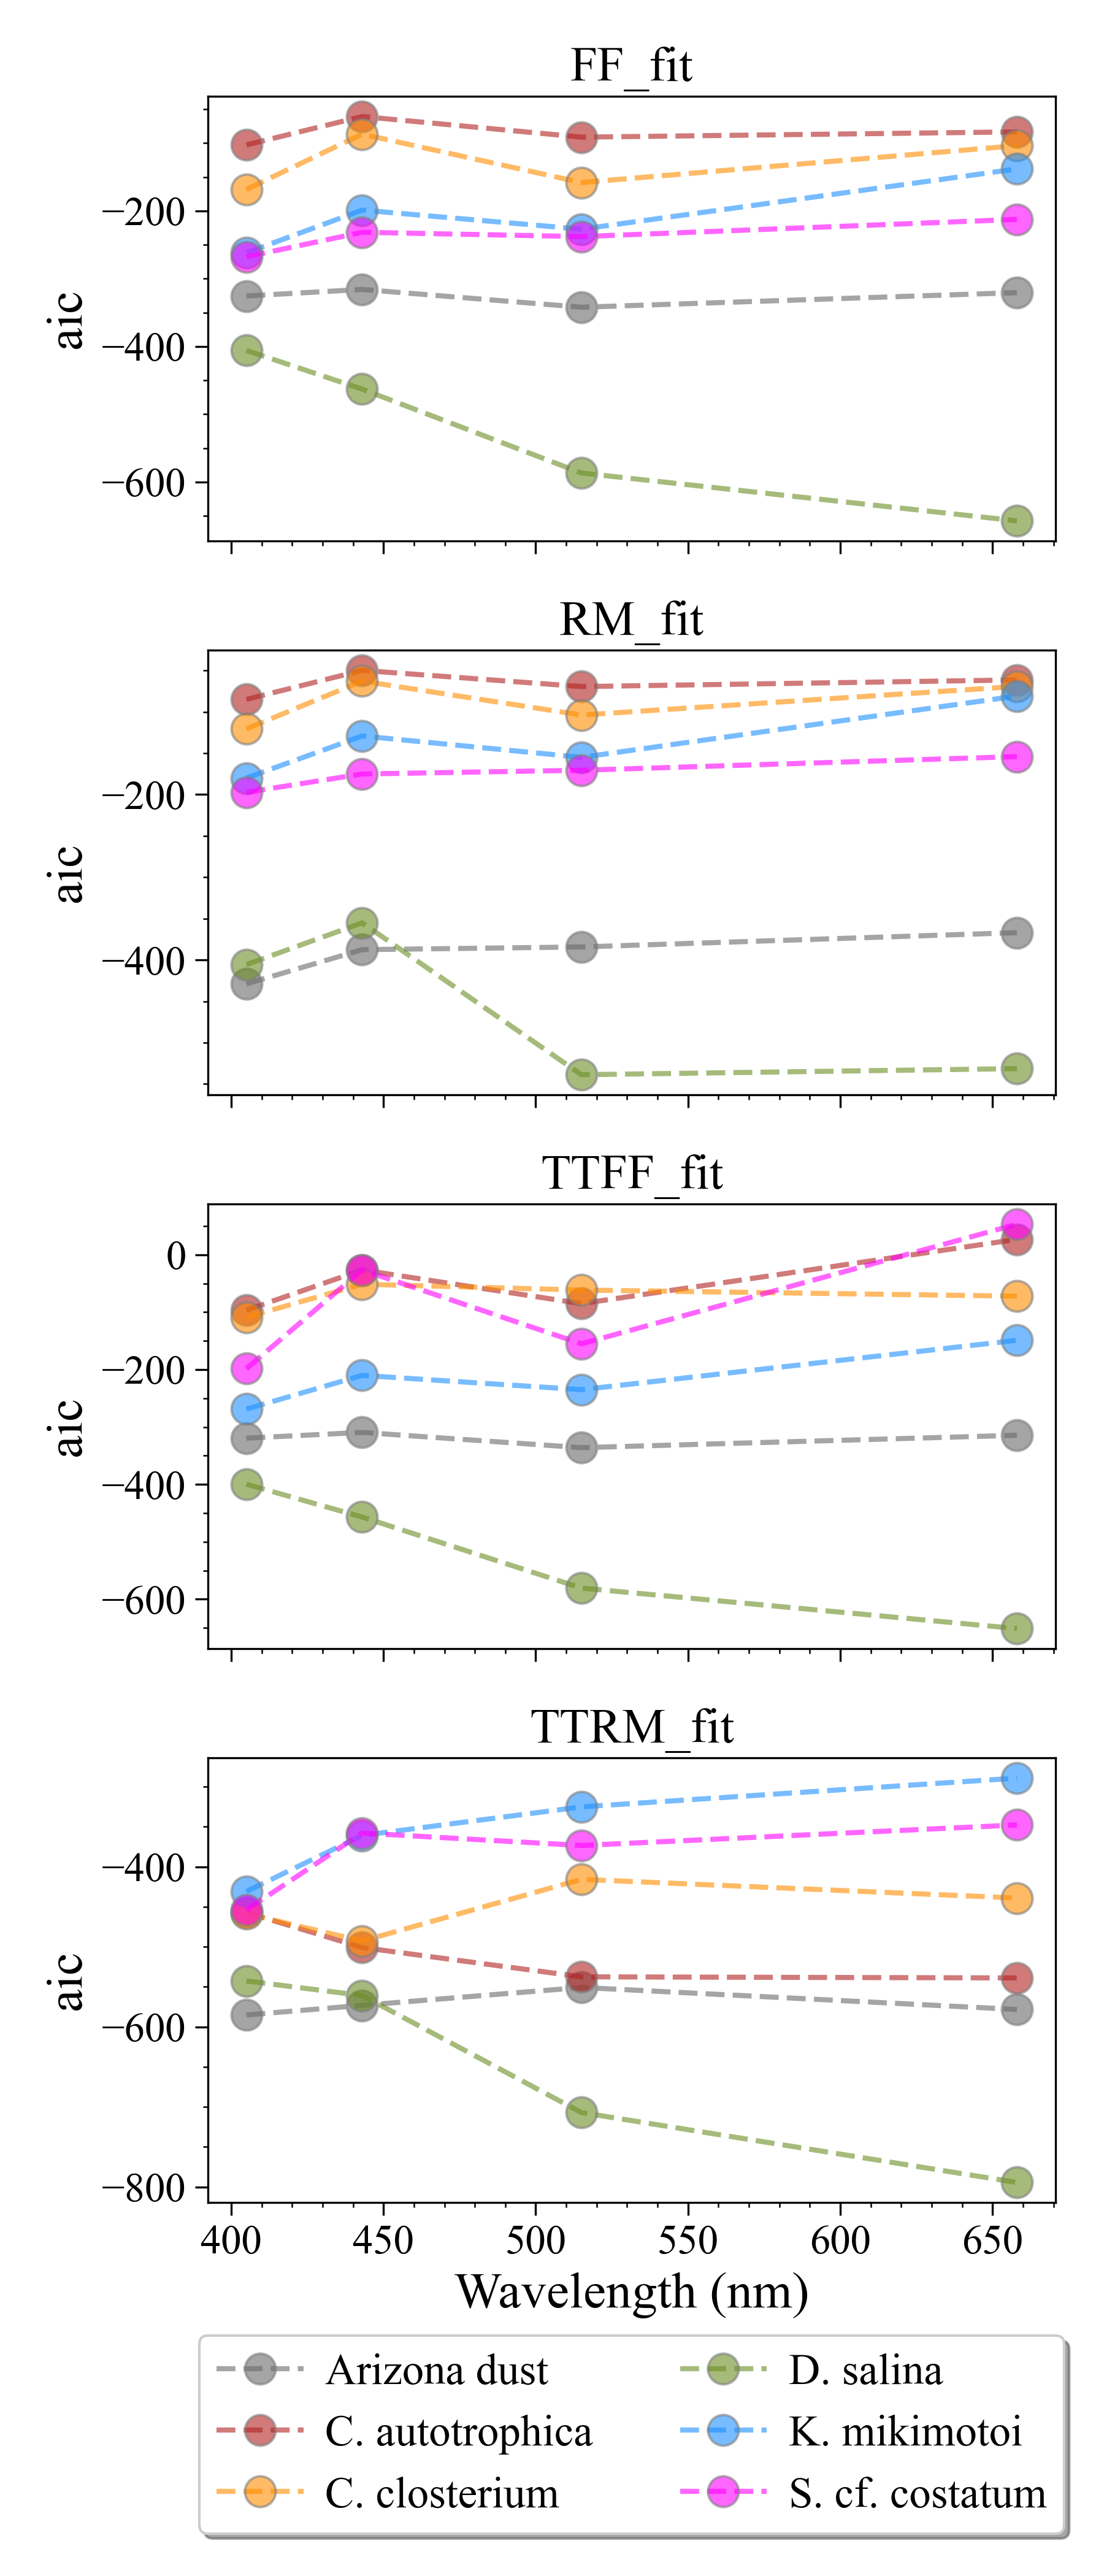 FF_fit
−200
−400
−600
aic
RM_fit
−200
−400
aic
TTFF_fit
0
−200
−400
−600
aic
TTRM_fit
−400
−600
−800
aic
400 450 500 550 600 650
Wavelength (nm)
Arizona dust
C. autotrophica
C. closterium
D. salina
K. mikimotoi
S. cf. costatum